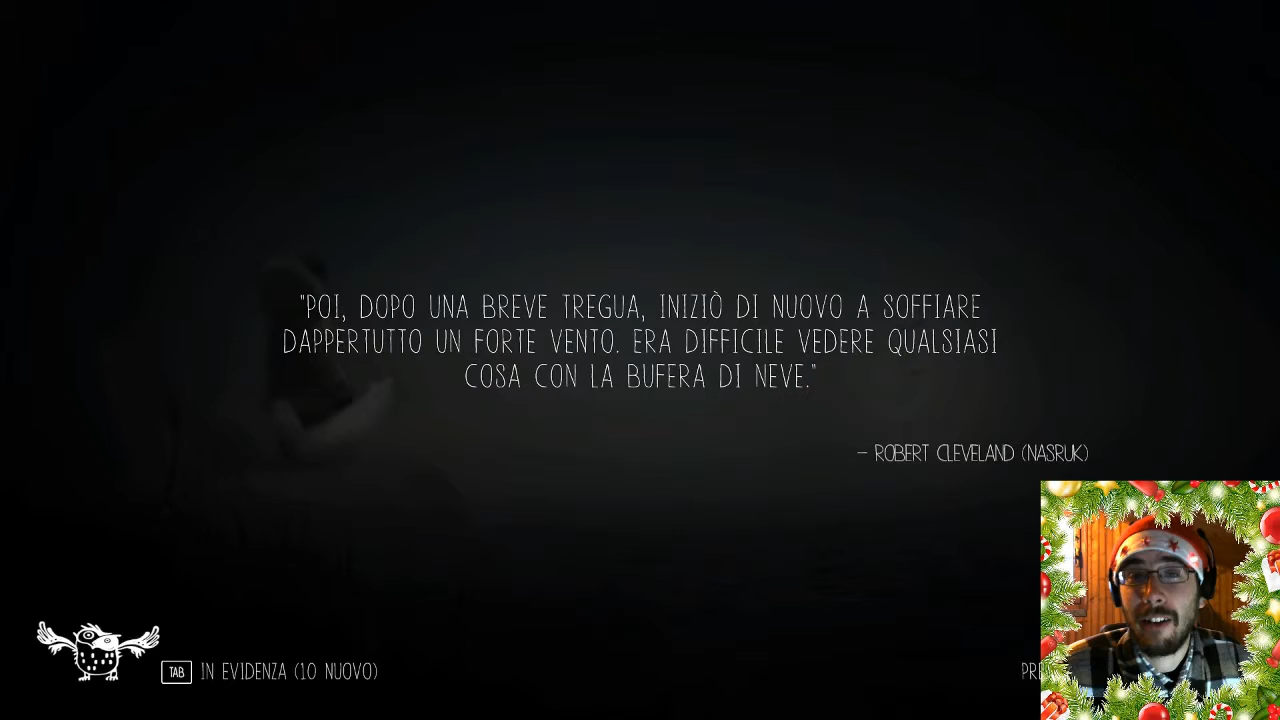 "POI, DOPO UNA BREVE TREGUA, INIZIÒ DI NUOVO A SOFFIARE
DAPPERTUTTO UN FORTE VENTO. ERA DIFFICILE VEDERE QUALSIASI
COSA CON LA BUFERA DI NEVE."
– ROBERT CLEVELAND (NASRUK)
TAB IN EVIDENZA (10 NUOVO)